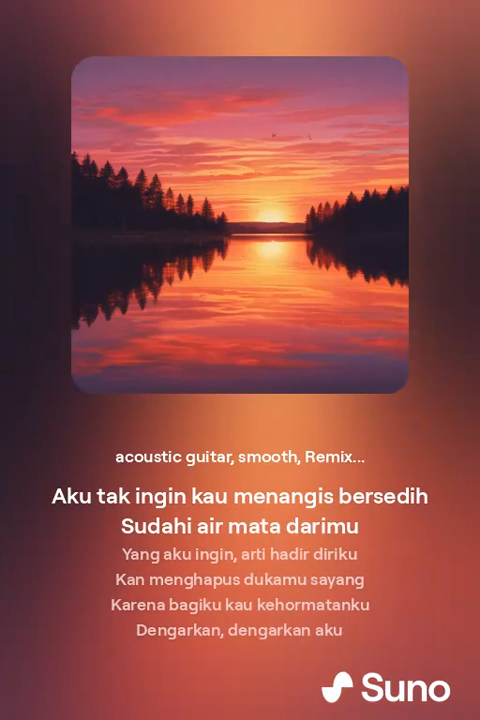 acoustic guitar, smooth, Remix...
Aku tak ingin kau menangis bersedih
Sudahi air mata darimu
Yang aku ingin, arti hadir diriku
Kan menghapus dukamu sayang
Karena bagiku kau kehormatanku
Dengarkan, dengarkan aku
Suno